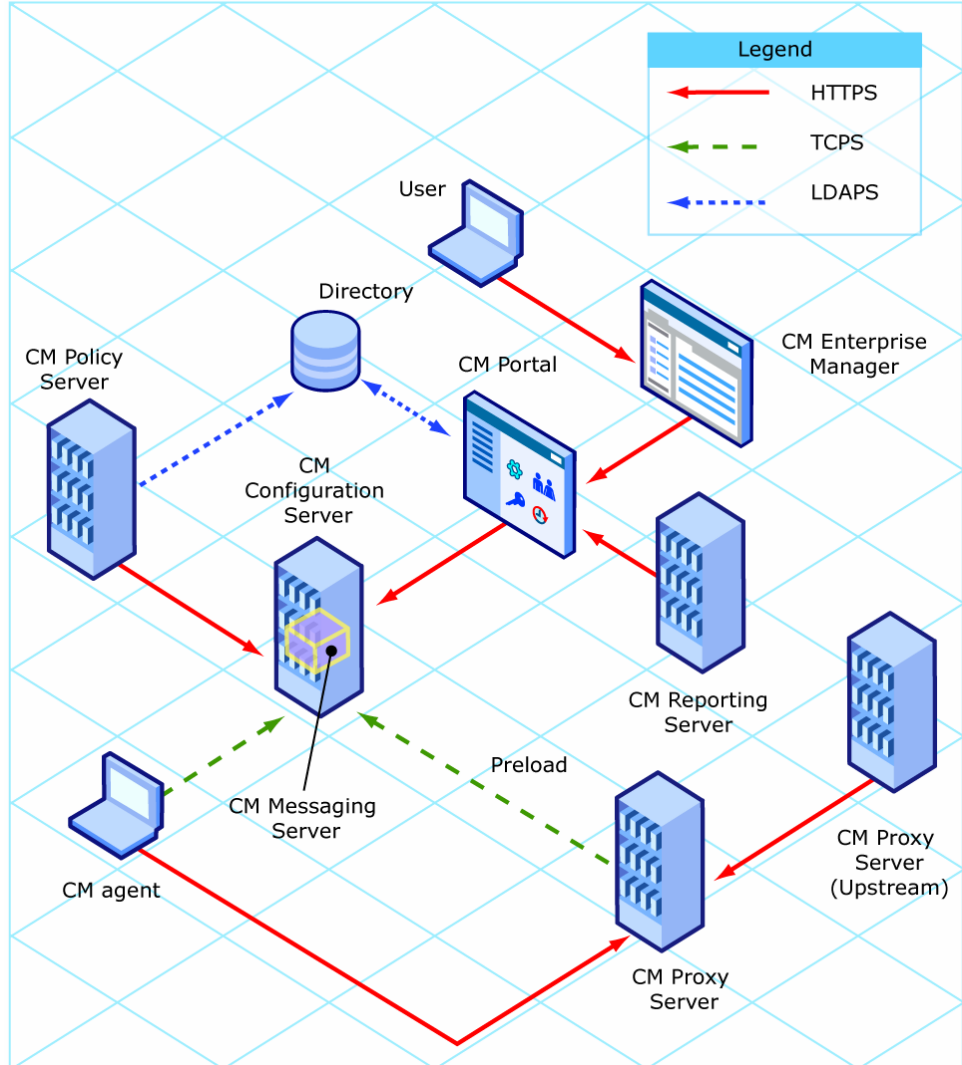 Legend
HTTPS
TCPS
LDAPS
User
Directory
CM Enterprise
Manager
CM Policy
Server
CM Portal
CM
Configuration
Server
CM Reporting
Server
Preload
CM Messaging
Server
CM Proxy
Server
(Upstream)
CM agent
CM Proxy
Server